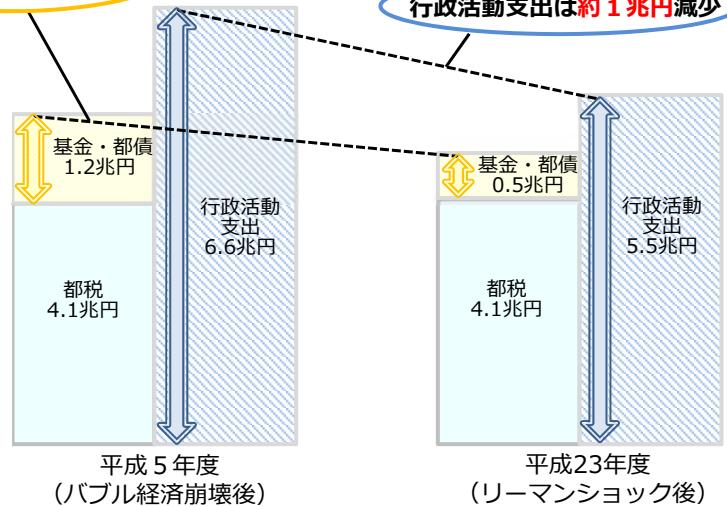 行政活動支出は約１兆円減少
基金・都債
1.2兆円
都税
4.1兆円
行政活動
支出
6.6兆円
基金・都債
0.5兆円
都税
4.1兆円
行政活動
支出
5.5兆円
平成５年度
（バブル経済崩壊後）
平成23年度
（リーマンショック後）